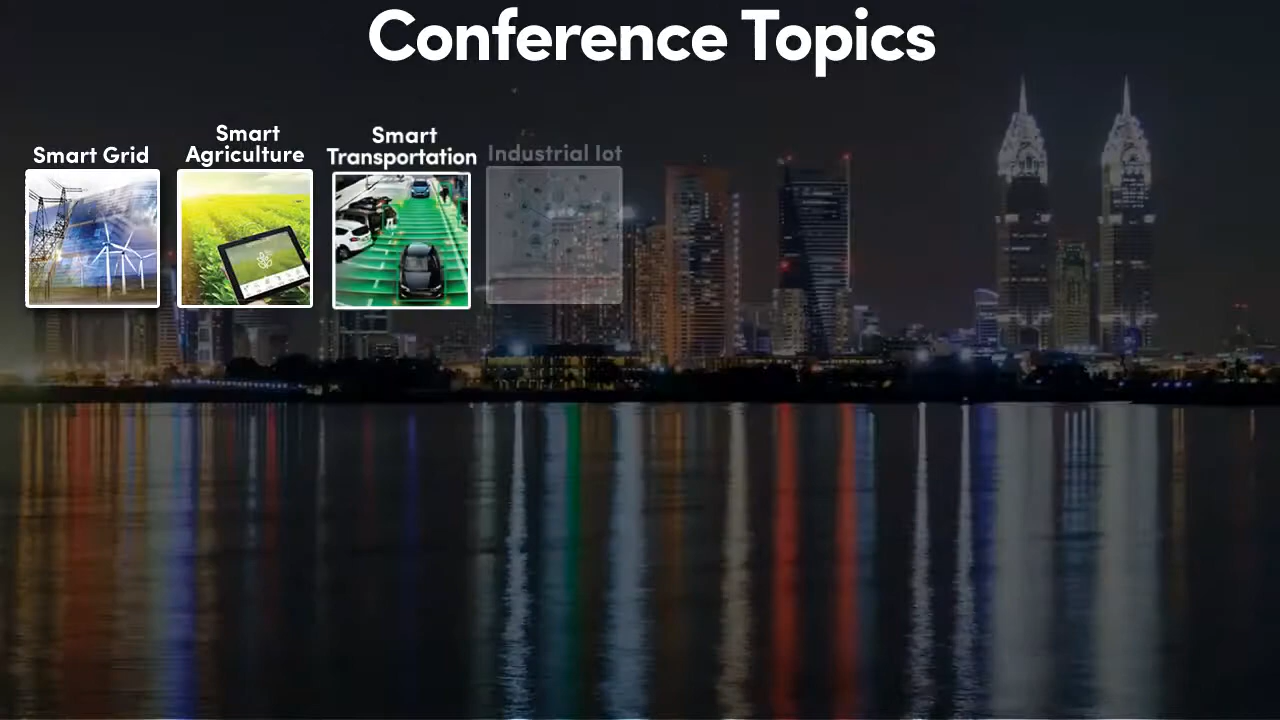 Conference Topics
Smart Grid
Smart
Agriculture
Smart
Transportation
Industrial Iot